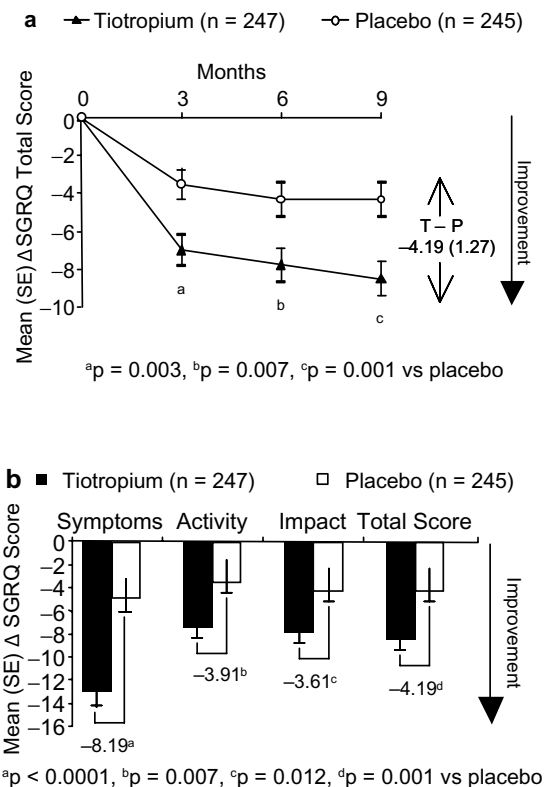 a Tiotropium (n = 247) Placebo (n = 245)
Months
0 3 6 9
Mean (SE) Δ SGRQ Total Score
0
–2
–4
–6
–8
–10
a
b
c
T – P
–4.19 (1.27)
Improvement
ᵃp = 0.003, ᵇp = 0.007, ᶜp = 0.001 vs placebo
b Tiotropium (n = 247) Placebo (n = 245)
Symptoms Activity Impact Total Score
Mean (SE) Δ SGRQ Score
0
–2
–4
–6
–8
–10
–12
–14
–16
–8.19ᵃ
–3.91ᵇ
–3.61ᶜ
–4.19ᵈ
Improvement
ᵃp < 0.0001, ᵇp = 0.007, ᶜp = 0.012, ᵈp = 0.001 vs placebo